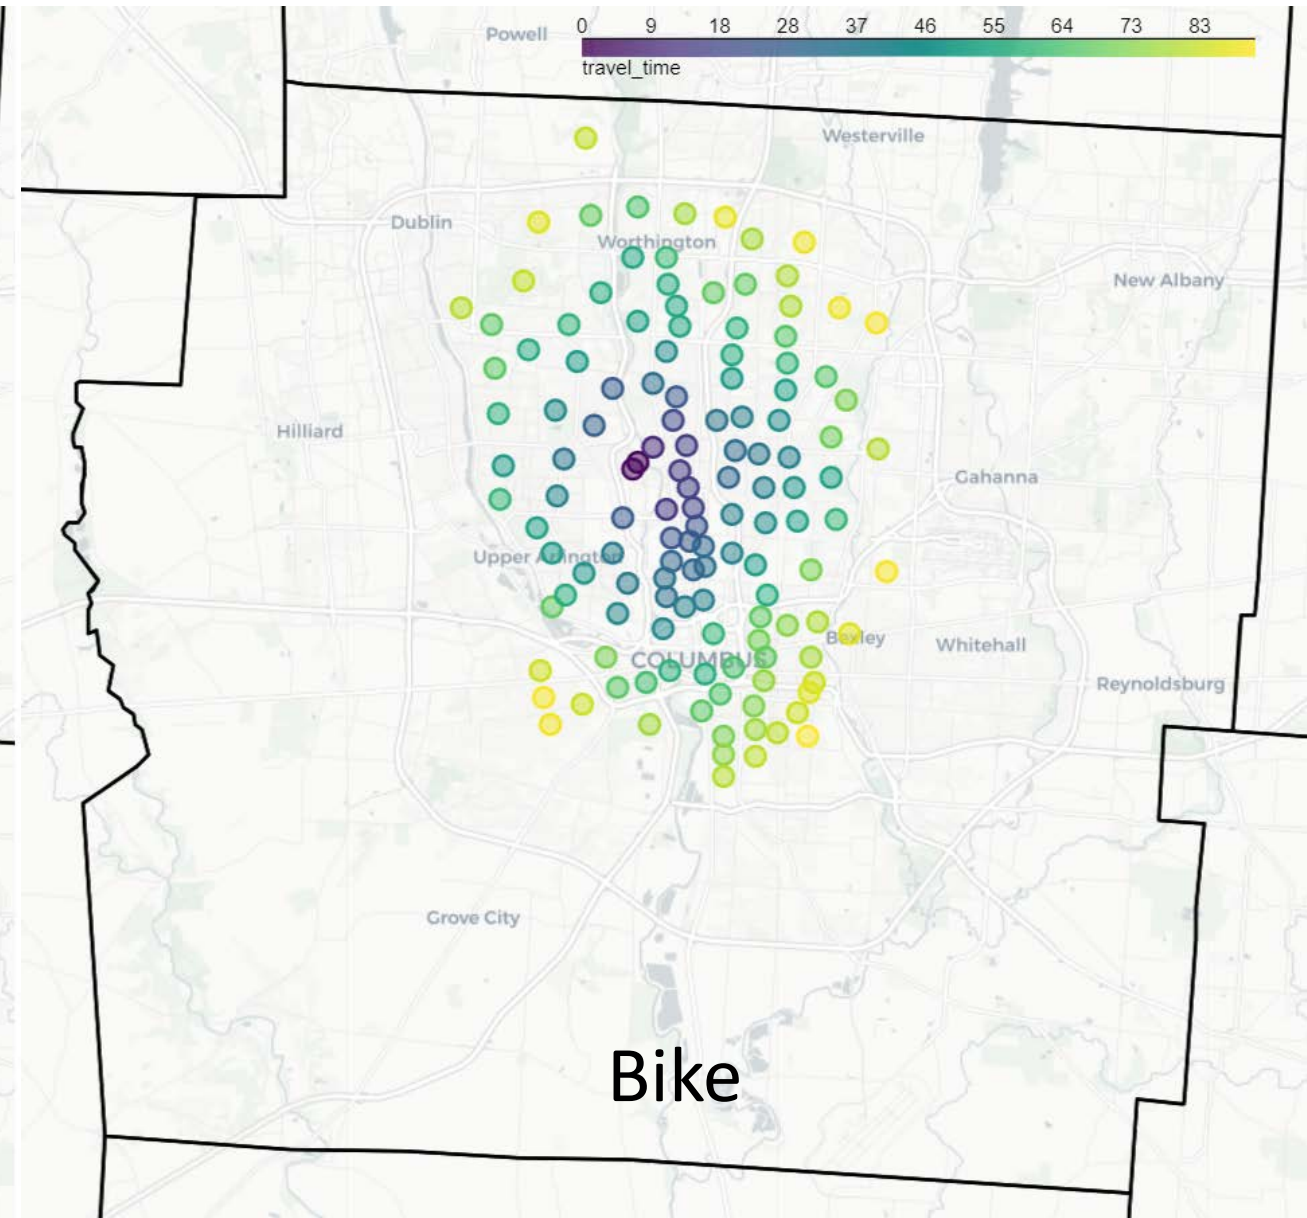 Powell
0 9 18 28 37 46 55 64 73 83
travel_time
Westerville
Dublin
Worthington
New Albany
Hilliard
Gahanna
Upper Arlington
Bexley
Whitehall
COLUMBUS
Reynoldsburg
Grove City
Bike